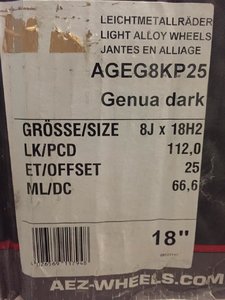 LEICHTMETALLRÄDER
LIGHT ALLOY WHEELS
JANTES EN ALLIAGE
AGEG8KP25
Genua dark
GRÖSSE/SIZE 8J x 18H2
LK/PCD 112,0
ET/OFFSET 25
ML/DC 66,6
18"
AEZ-WHEELS.COM